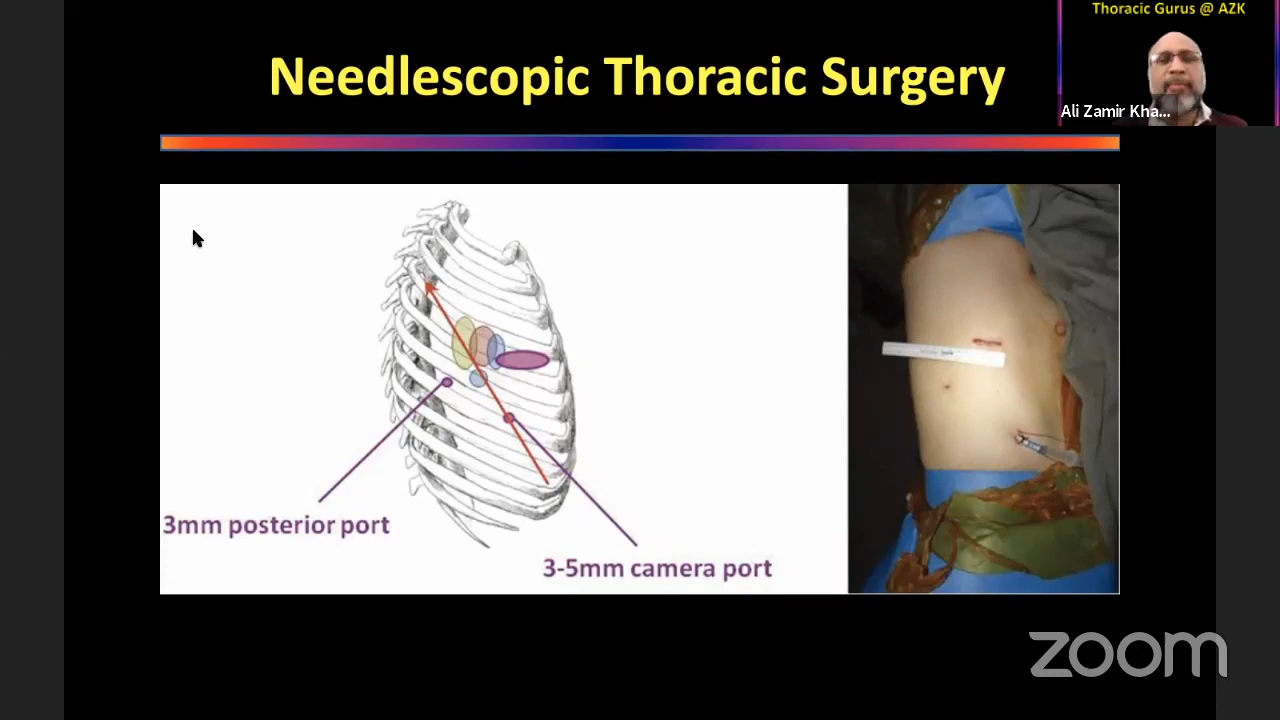 Thoracic Gurus @ AZK
Needlescopic Thoracic Surgery
Ali Zamir Kha...
3mm posterior port
3-5mm camera port
zoom